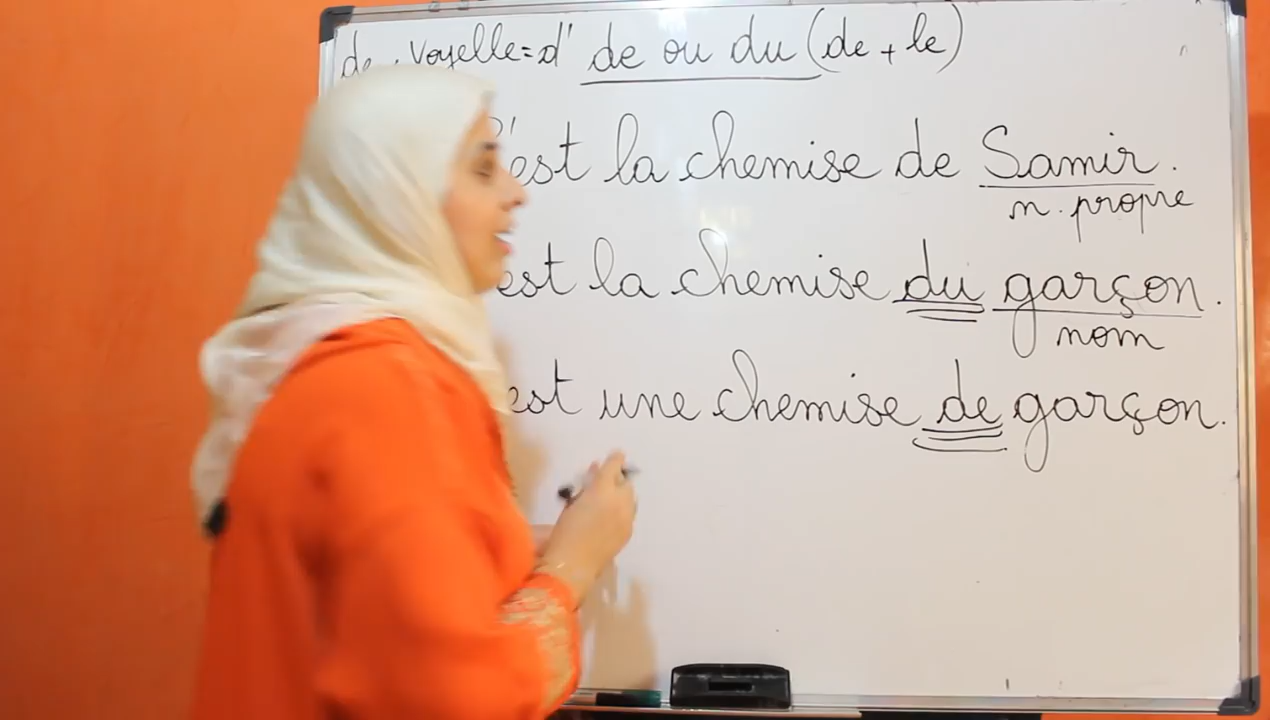 de + voyelle = d' de ou du (de + le)
C'est la chemise de Samir.
n. propre
est la chemise du garçon.
nom
est une chemise de garçon.